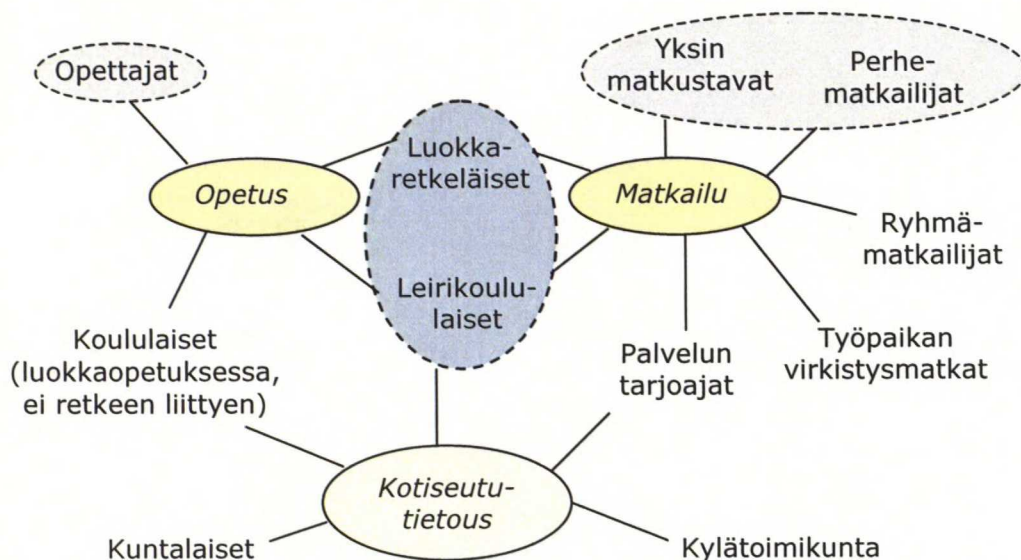 Opettajat
Yksin
matkustavat
Perhe-
matkailijat
Luokka-
retkeläiset
Opetus
Matkailu
Ryhmä-
matkailijat
Leirikoulu-
laiset
Koululaiset
(luokkaopetuksessa,
ei retkeen liittyen)
Palvelun
tarjoajat
Työpaikan
virkistysmatkat
Kotiseutu-
tietous
Kuntalaiset
Kylätoimikunta